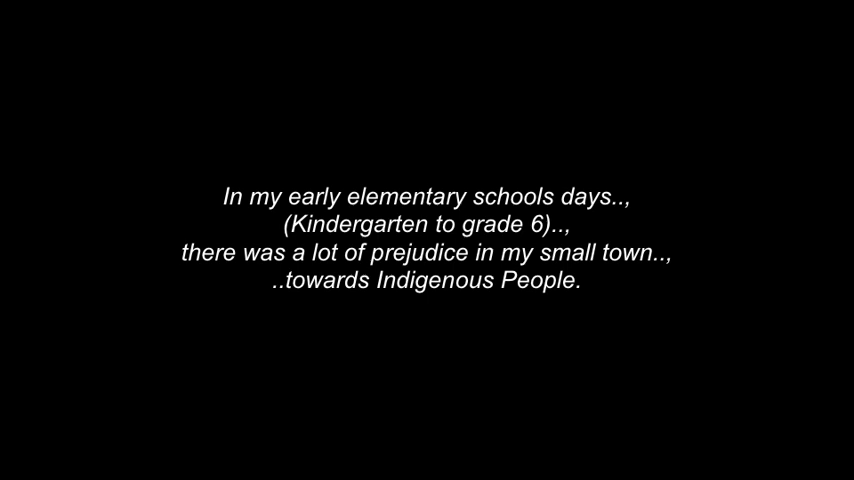 In my early elementary schools days..,
(Kindergarten to grade 6)..,
there was a lot of prejudice in my small town..,
..towards Indigenous People.